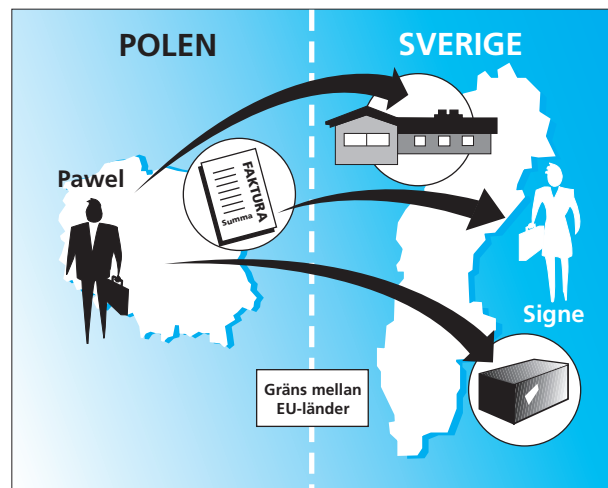 POLEN
SVERIGE
Pawel
FAKTURA
Summa
Signe
Gräns mellan
EU-länder